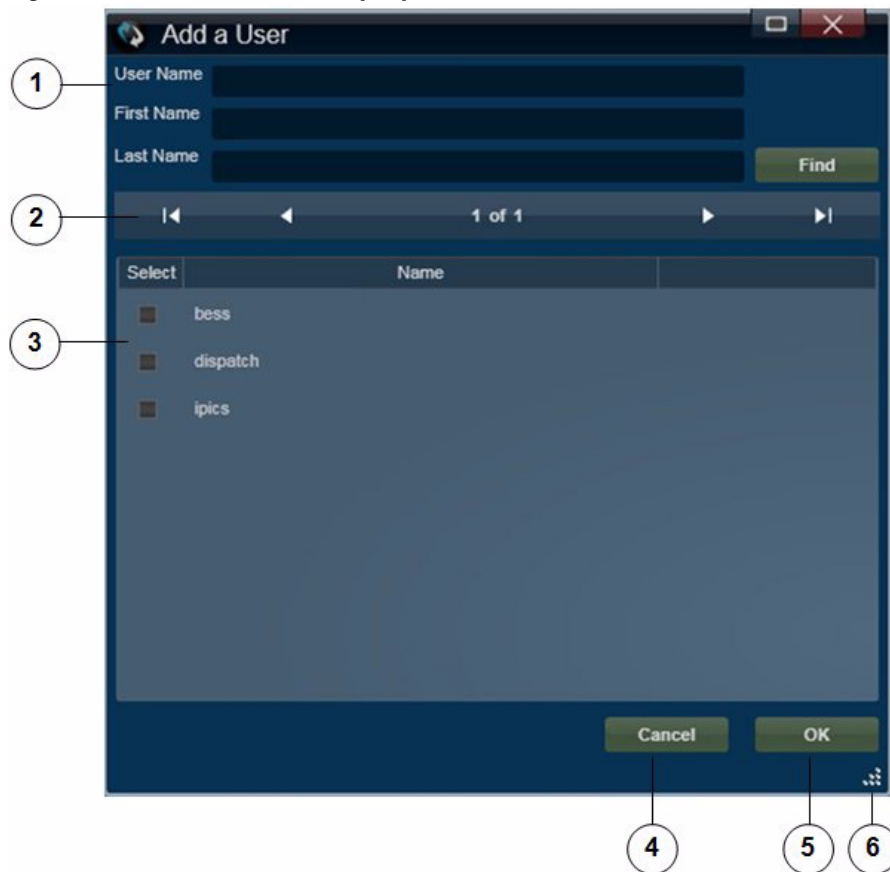 Add a User
1
User Name
First Name
Last Name
Find
2
1 of 1
Select Name
3
bess
dispatch
ipics
Cancel OK
4 5 6